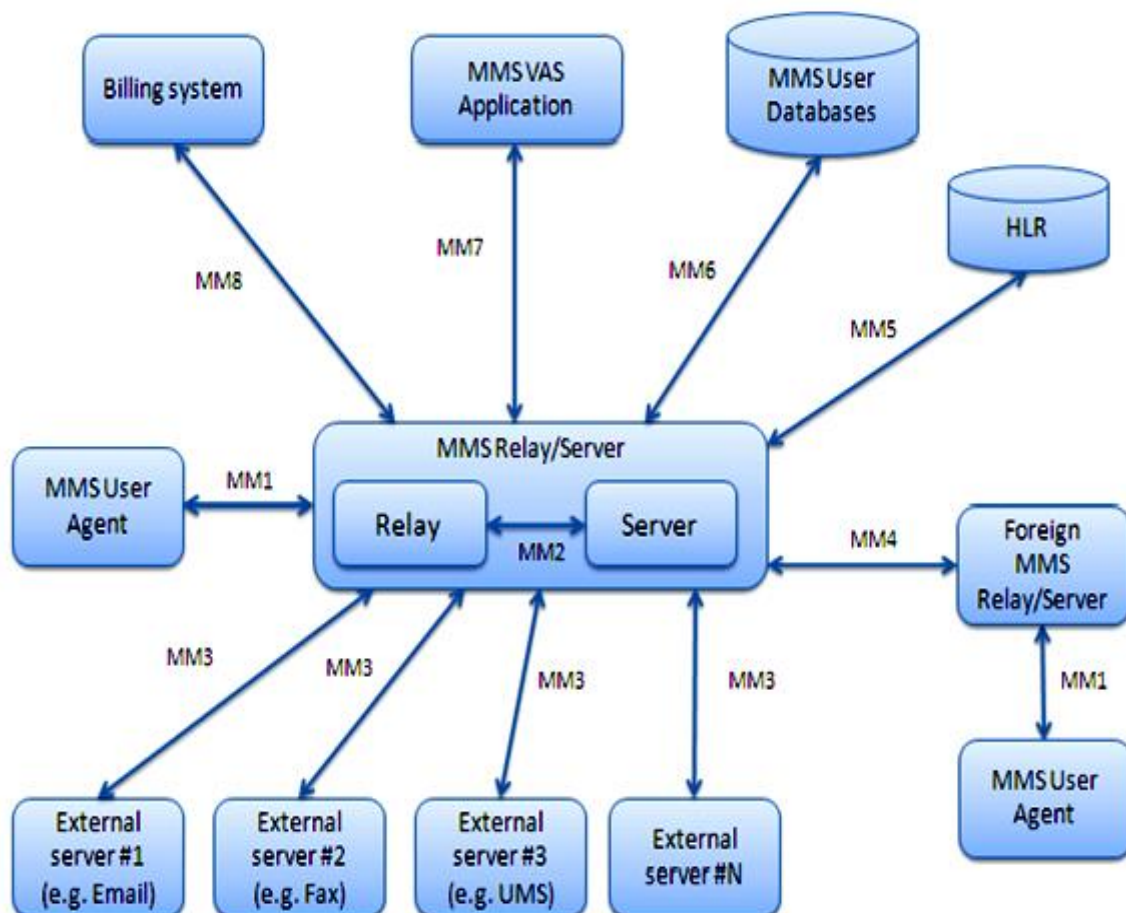 Billing system
MMS VAS
Application
MMS User
Databases
HLR
MM8
MM7
MM6
MM5
MMS Relay/Server
MMS User
Agent
MM1
Relay
MM2
Server
MM4
Foreign
MMS
Relay/Server
MM3
MM3
MM3
MM3
MM1
External
server #1
(e.g. Email)
External
server #2
(e.g. Fax)
External
server #3
(e.g. UMS)
External
server #N
MMS User
Agent